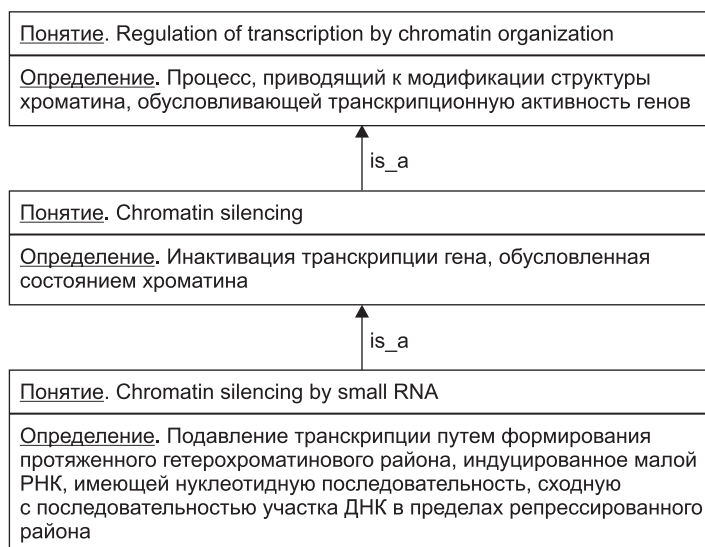 Понятие. Regulation of transcription by chromatin organization
Определение. Процесс, приводящий к модификации структуры
хроматина, обусловливающей транскрипционную активность генов
is_a
Понятие. Chromatin silencing
Определение. Инактивация транскрипции гена, обусловленная
состоянием хроматина
is_a
Понятие. Chromatin silencing by small RNA
Определение. Подавление транскрипции путем формирования
протяженного гетерохроматинового района, индуцированное малой
РНК, имеющей нуклеотидную последовательность, сходную
с последовательностью участка ДНК в пределах репрессированного
района